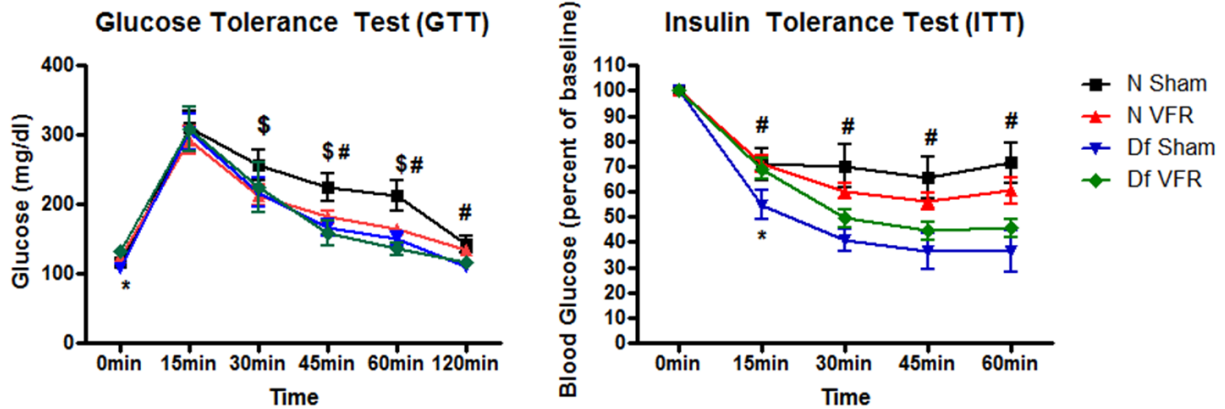 Glucose Tolerance Test (GTT)
Glucose (mg/dl)
400
300
200
100
0
$
$ #
$ #
#
*
0min 15min 30min 45min 60min 120min
Time
Insulin Tolerance Test (ITT)
Blood Glucose (percent of baseline)
110
100
90
80
70
60
50
40
30
20
10
0
# # # #
*
0min 15min 30min 45min 60min
Time
N Sham
N VFR
Df Sham
Df VFR